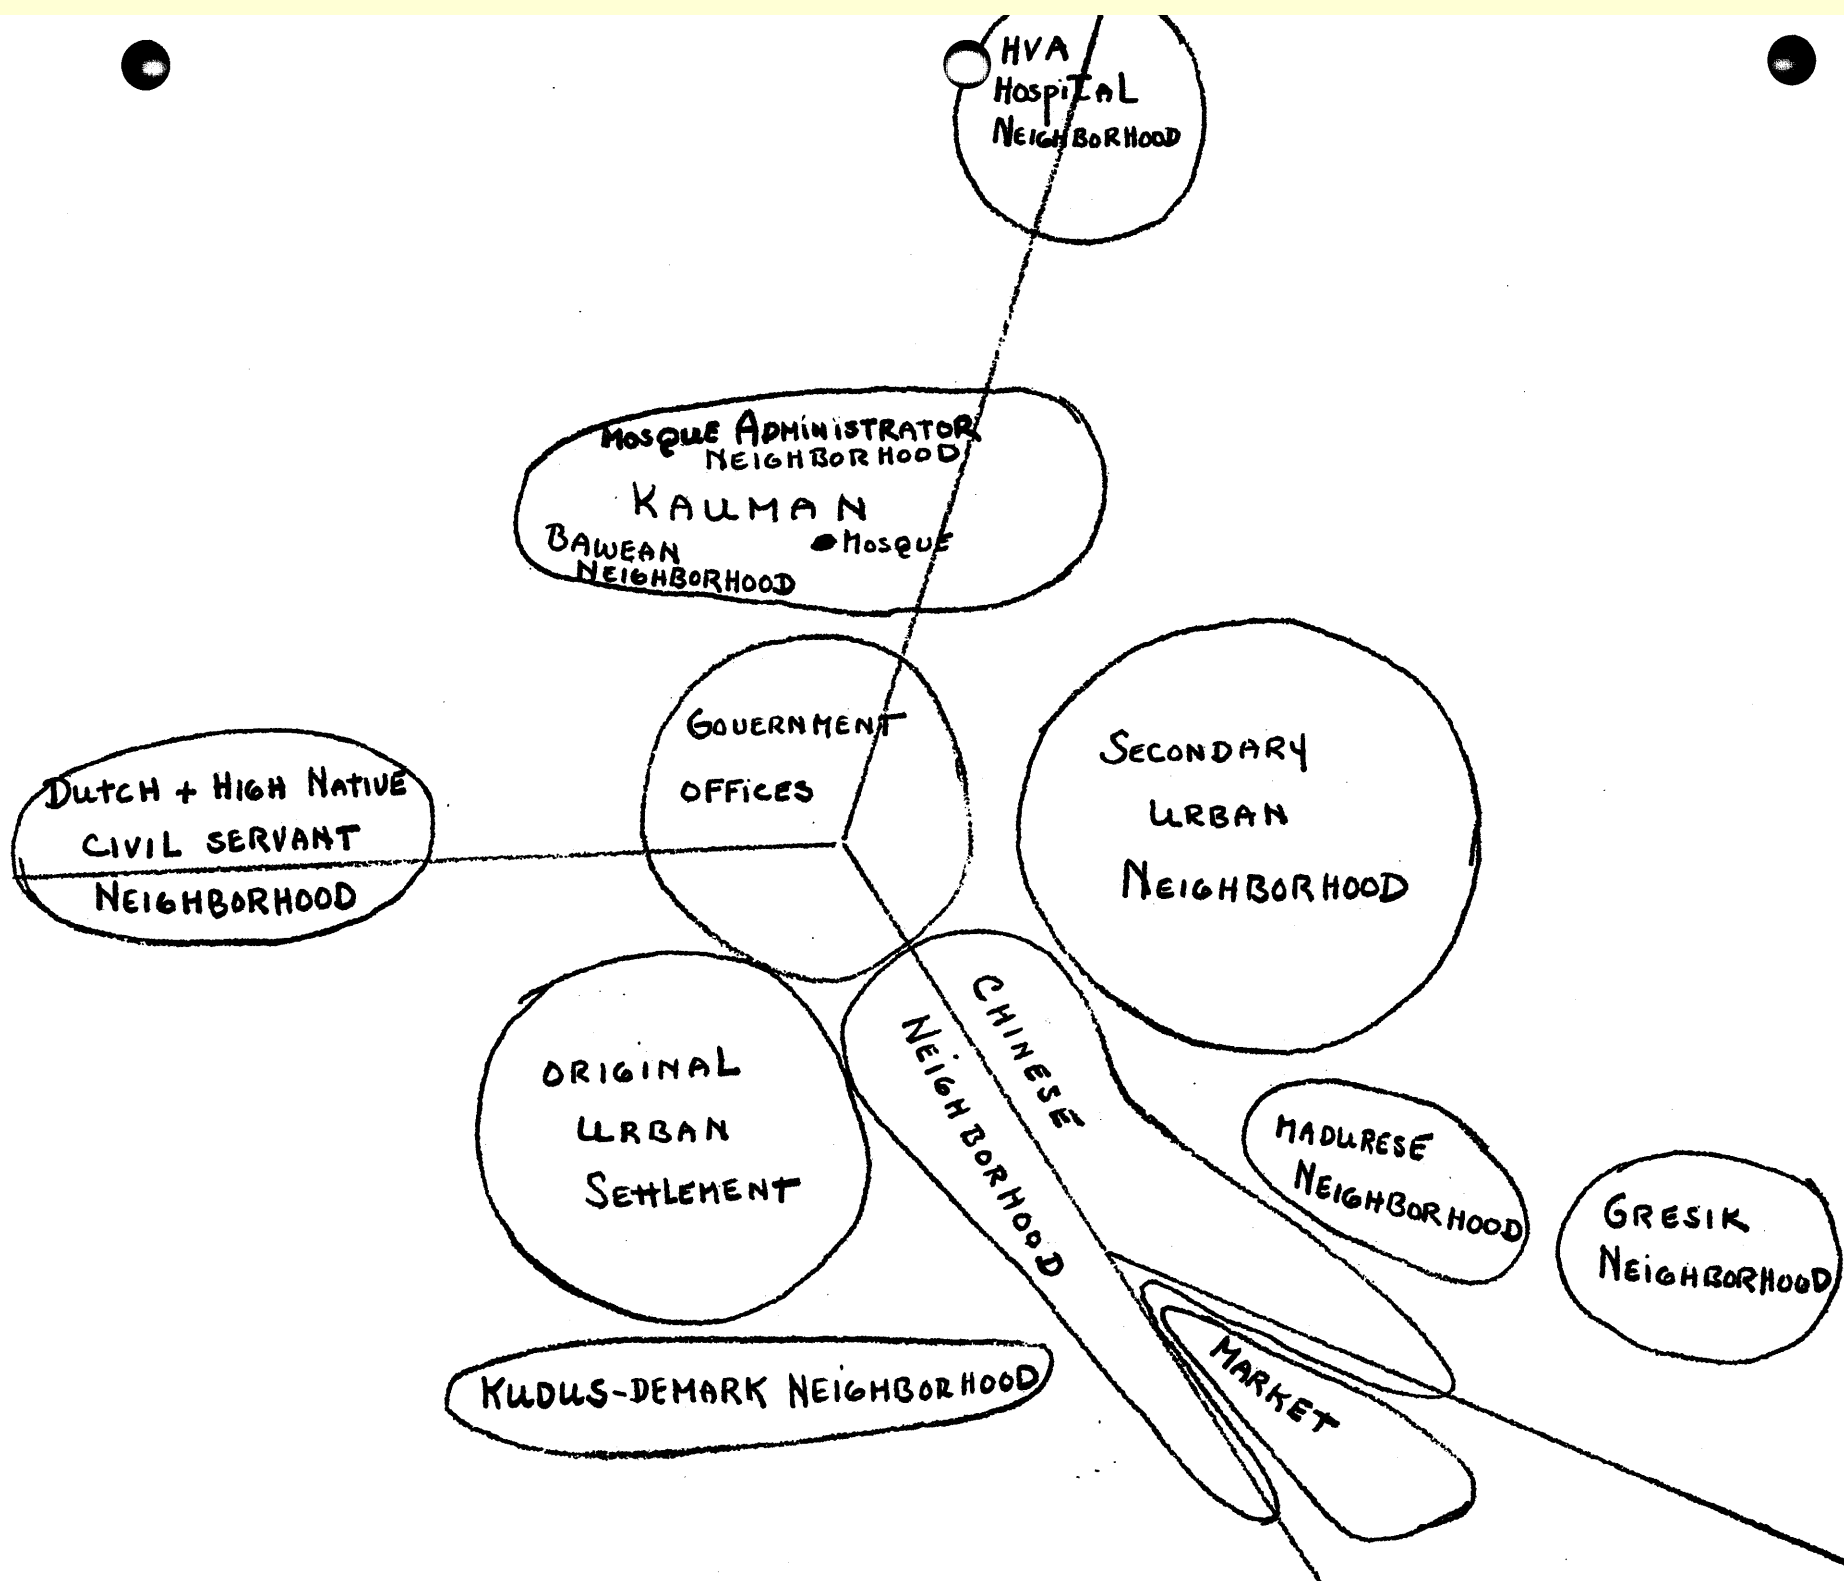 HVA
HOSPITAL
NEIGHBORHOOD
MOSQUE ADMINISTRATOR
NEIGHBORHOOD
KAUMAN
BAWEAN
NEIGHBORHOOD
MOSQUE
GOVERNMENT
OFFICES
SECONDARY
URBAN
NEIGHBORHOOD
DUTCH + HIGH NATIVE
CIVIL SERVANT
NEIGHBORHOOD
CHINESE
NEIGHBORHOOD
ORIGINAL
URBAN
SETTLEMENT
MADURESE
NEIGHBORHOOD
GRESIK
NEIGHBORHOOD
MARKET
KUDUS-DEMARK NEIGHBORHOOD